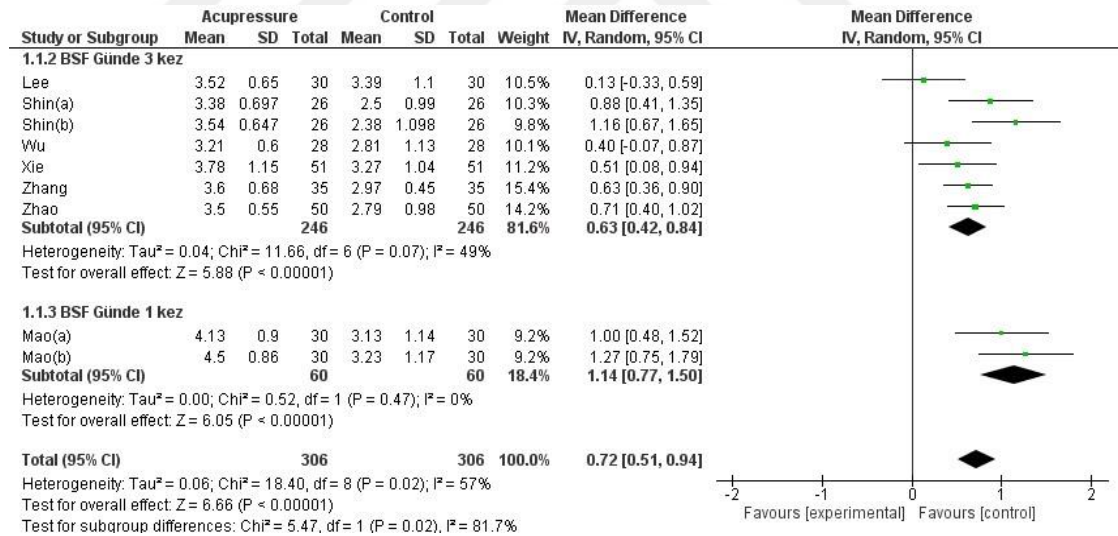 Acupressure Control Mean Difference Mean Difference
Study or Subgroup Mean SD Total Mean SD Total Weight IV, Random, 95% CI IV, Random, 95% CI
1.1.2 BSF Günde 3 kez
Lee 3.52 0.65 30 3.39 1.1 30 10.5% 0.13 [-0.33, 0.59]
Shin(a) 3.38 0.697 26 2.5 0.99 26 10.3% 0.88 [0.41, 1.35]
Shin(b) 3.54 0.647 26 2.38 1.098 26 9.8% 1.16 [0.67, 1.65]
Wu 3.21 0.6 28 2.81 1.13 28 10.1% 0.40 [-0.07, 0.87]
Xie 3.78 1.15 51 3.27 1.04 51 11.2% 0.51 [0.08, 0.94]
Zhang 3.6 0.68 35 2.97 0.45 35 15.4% 0.63 [0.36, 0.90]
Zhao 3.5 0.55 50 2.79 0.98 50 14.2% 0.71 [0.40, 1.02]
Subtotal (95% CI) 246 246 81.6% 0.63 [0.42, 0.84]
Heterogeneity: Tau² = 0.04; Chi² = 11.66, df = 6 (P = 0.07); I² = 49%
Test for overall effect: Z = 5.88 (P < 0.00001)
1.1.3 BSF Günde 1 kez
Mao(a) 4.13 0.9 30 3.13 1.14 30 9.2% 1.00 [0.48, 1.52]
Mao(b) 4.5 0.86 30 3.23 1.17 30 9.2% 1.27 [0.75, 1.79]
Subtotal (95% CI) 60 60 18.4% 1.14 [0.77, 1.50]
Heterogeneity: Tau² = 0.00; Chi² = 0.52, df = 1 (P = 0.47); I² = 0%
Test for overall effect: Z = 6.05 (P < 0.00001)
Total (95% CI) 306 306 100.0% 0.72 [0.51, 0.94]
Heterogeneity: Tau² = 0.06; Chi² = 18.40, df = 8 (P = 0.02); I² = 57%
Test for overall effect: Z = 6.66 (P < 0.00001)
Test for subgroup differences: Chi² = 5.47, df = 1 (P = 0.02), I² = 81.7%
-2 -1 0 1 2
Favours [experimental] Favours [control]